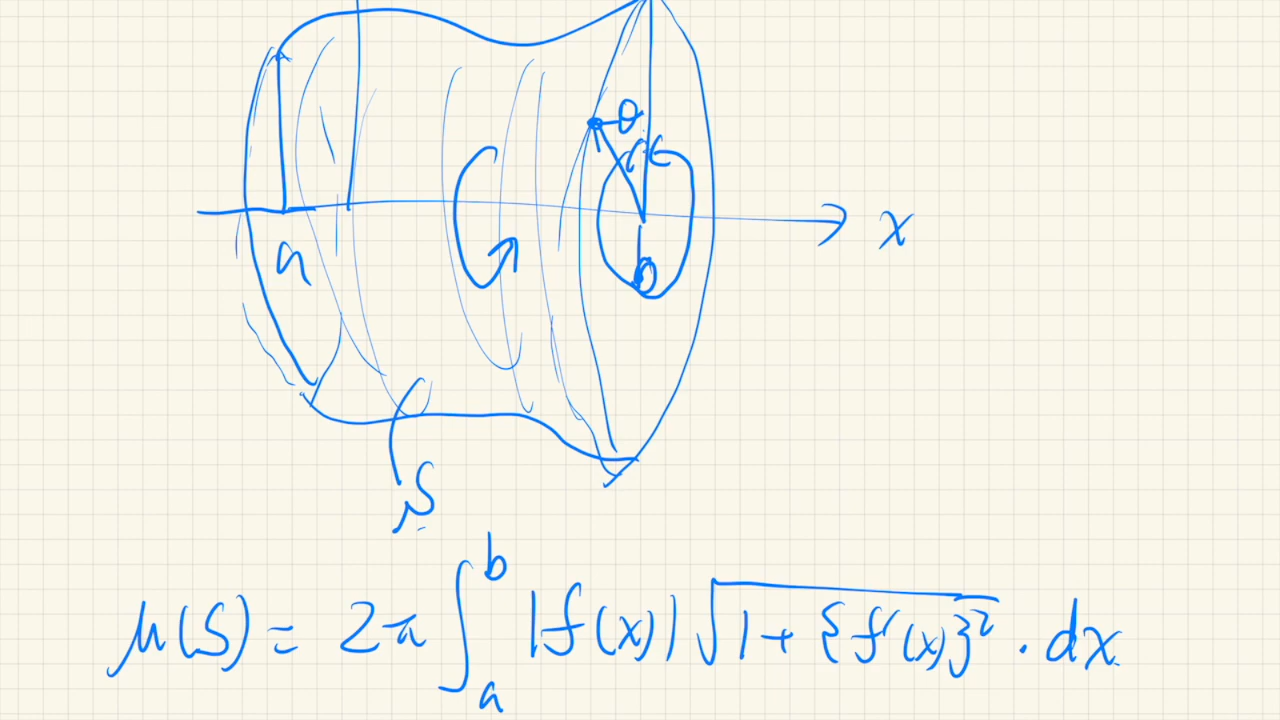 θ
x
a
b
S
μ(S) = 2π ∫_a^b |f(x)| √(1 + {f'(x)}²) · dx